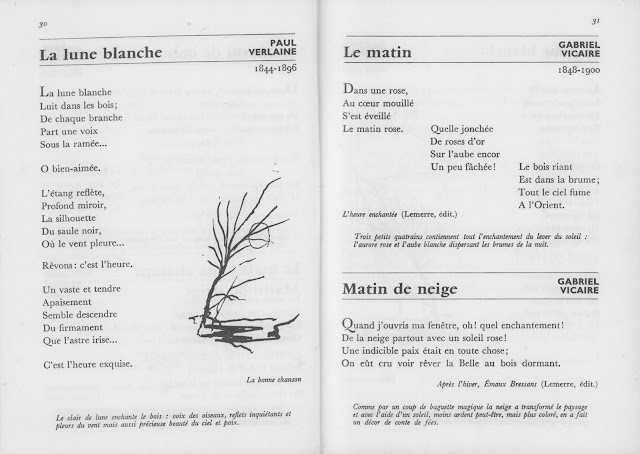 30
La lune blanche
PAUL
VERLAINE
1844-1896
La lune blanche
Luit dans les bois;
De chaque branche
Part une voix
Sous la ramée...
O bien-aimée.
L'étang reflète,
Profond miroir,
La silhouette
Du saule noir,
Où le vent pleure...
Rêvons : c'est l'heure.
Un vaste et tendre
Apaisement
Semble descendre
Du firmament
Que l'astre irise...
C'est l'heure exquise.
La bonne chanson
Le clair de lune enchante le bois : voix des oiseaux, reflets inquiétants et
pleurs du vent mais aussi précieuse beauté du ciel et paix.
31
Le matin
GABRIEL
VICAIRE
1848-1900
Dans une rose,
Au cœur mouillé
S'est éveillé
Le matin rose.
Quelle jonchée
De roses d'or
Sur l'aube encor
Un peu fâchée!
Le bois riant
Est dans la brume;
Tout le ciel fume
A l'Orient.
L'heure enchantée (Lemerre, édit.)
Trois petits quatrains contiennent tout l'enchantement du lever du soleil :
l'aurore rose et l'aube blanche dispersant les brumes de la nuit.
Matin de neige
GABRIEL
VICAIRE
Quand j'ouvris ma fenêtre, oh! quel enchantement!
De la neige partout avec un soleil rose!
Une indicible paix était en toute chose;
On eût cru voir rêver la Belle au bois dormant.
Après l'hiver, Émaux Bressans (Lemerre, édit.)
Comme par un coup de baguette magique la neige a transformé le paysage
et avec l'aide d'un soleil, moins ardent peut-être, mais plus coloré, en a fait
un décor de conte de fées.